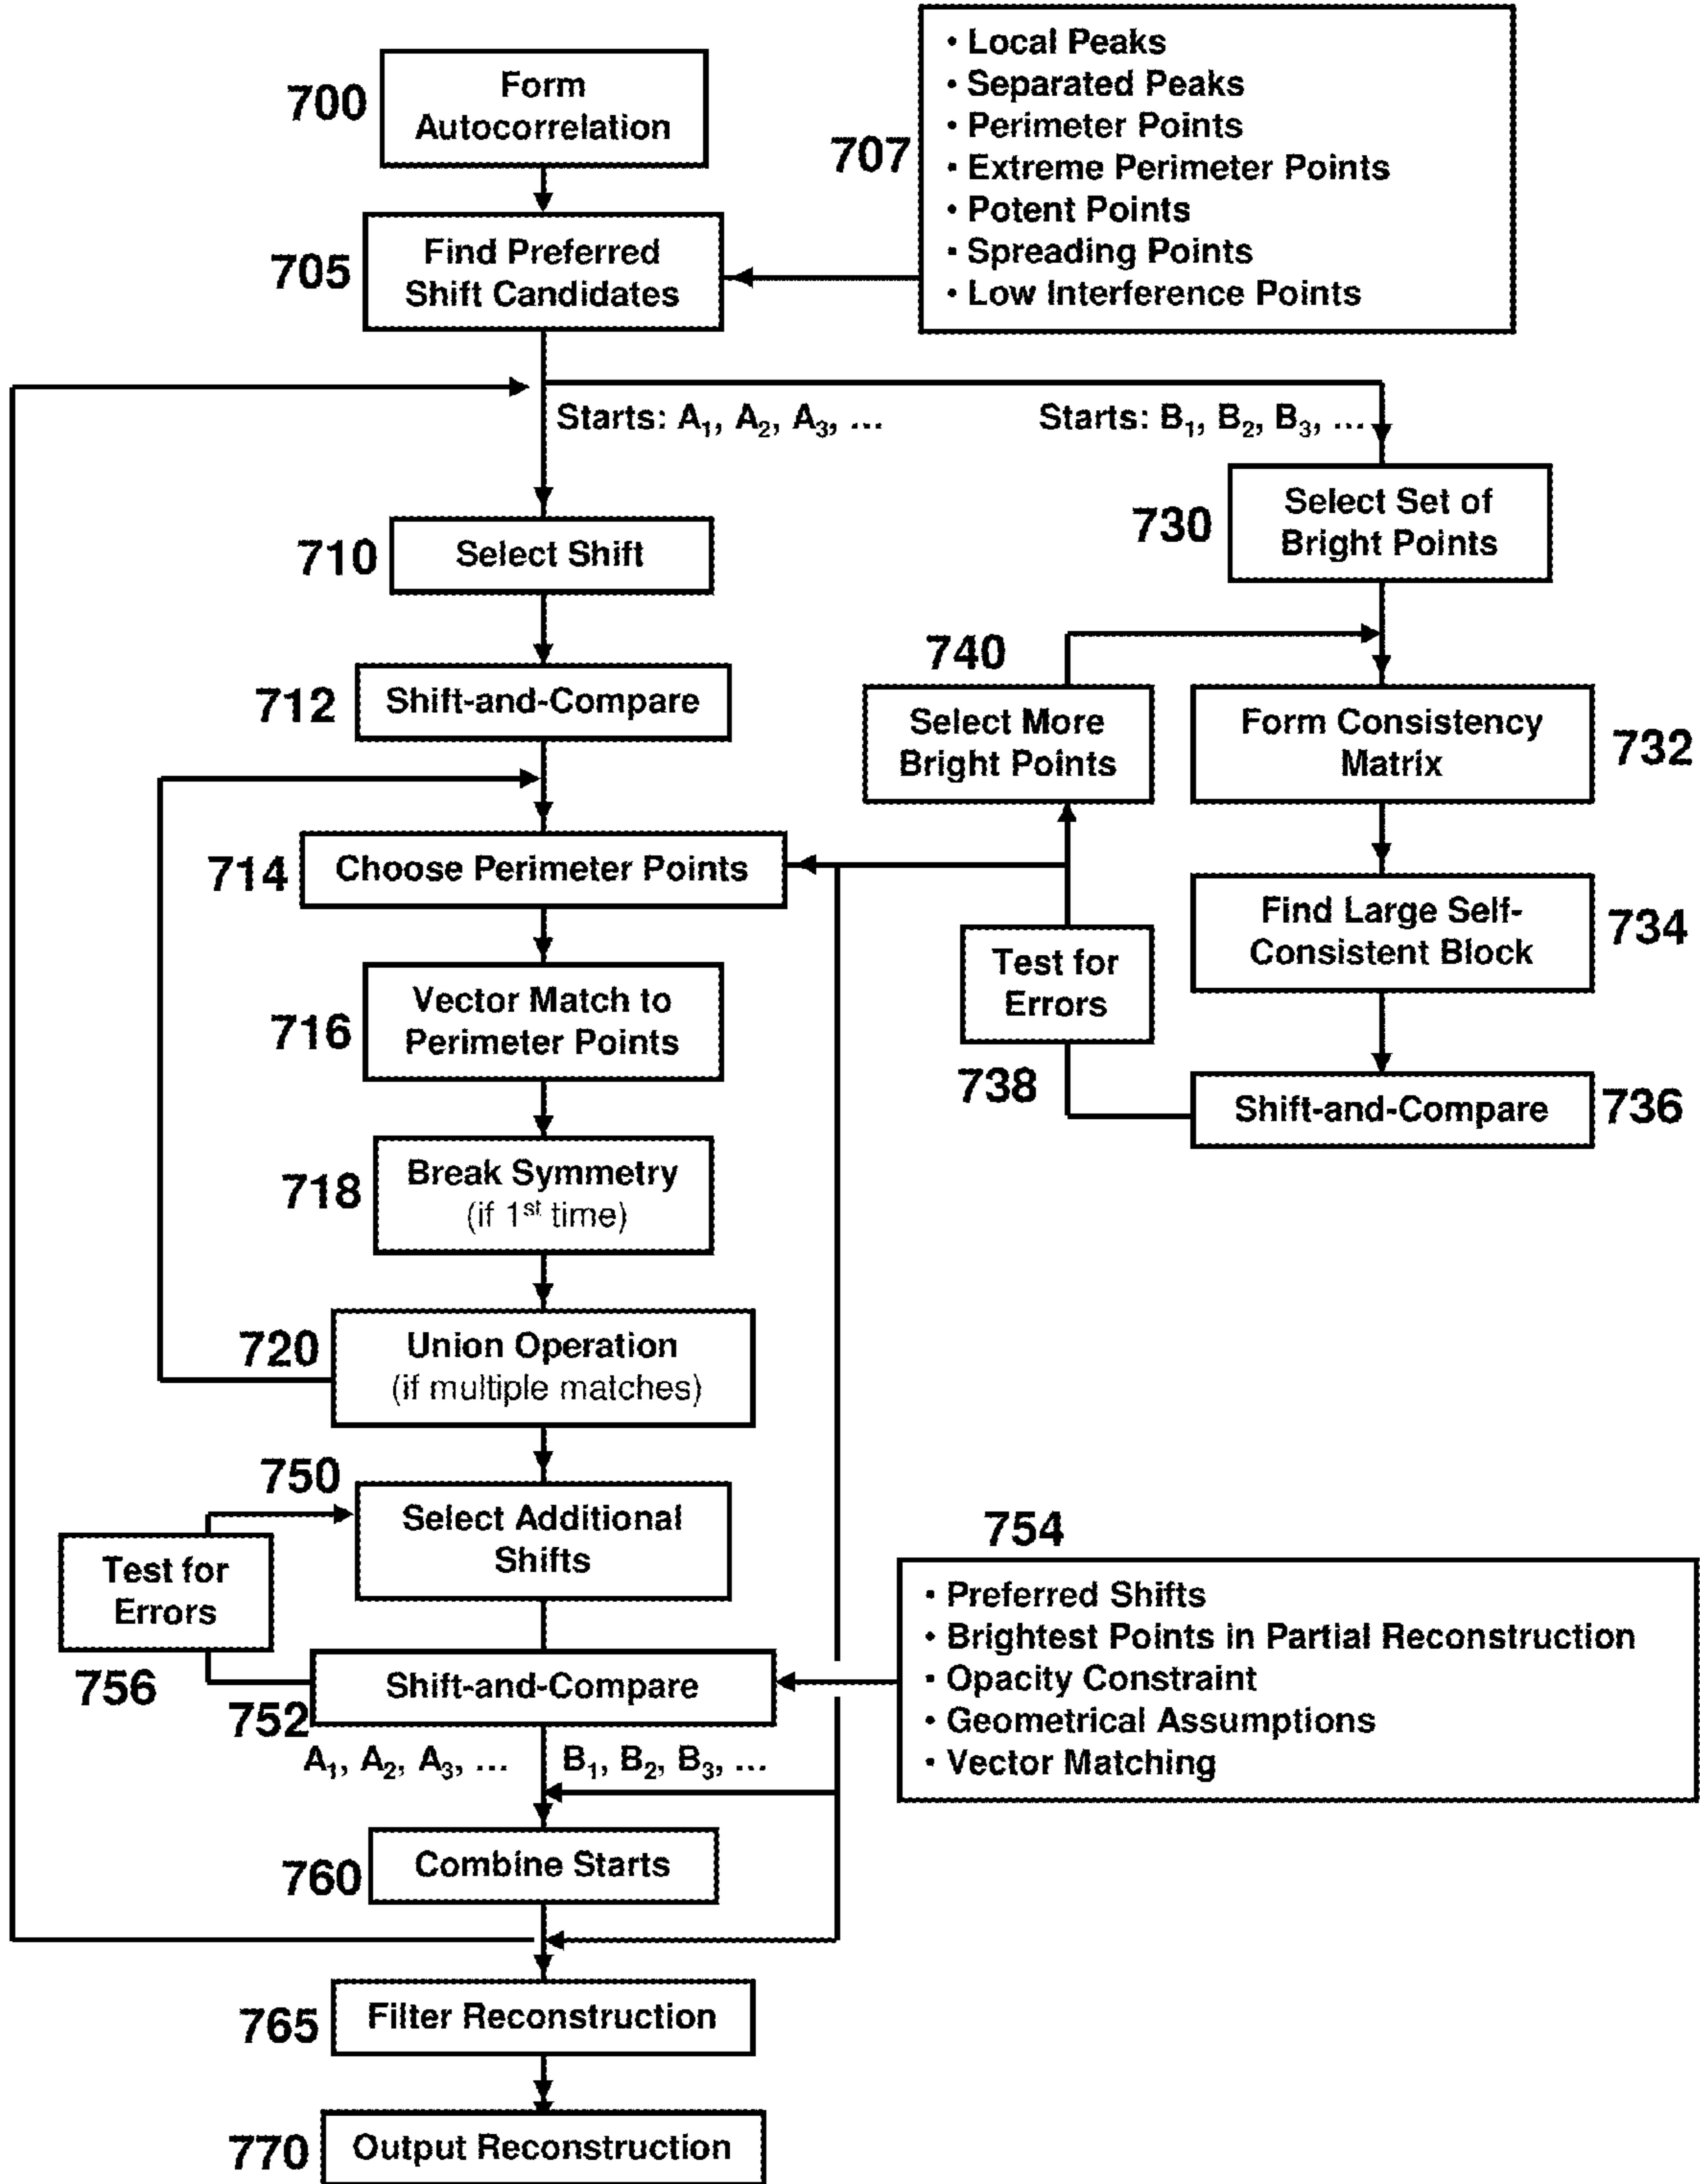 700
Form
Autocorrelation
707
• Local Peaks
• Separated Peaks
• Perimeter Points
• Extreme Perimeter Points
• Potent Points
• Spreading Points
• Low Interference Points
705
Find Preferred
Shift Candidates
Starts: A₁, A₂, A₃, ...
Starts: B₁, B₂, B₃, ...
710
Select Shift
730
Select Set of
Bright Points
712
Shift-and-Compare
740
Select More
Bright Points
Form Consistency
Matrix
732
714
Choose Perimeter Points
Find Large Self-
Consistent Block
734
716
Vector Match to
Perimeter Points
Test for
Errors
738
Shift-and-Compare
736
718
Break Symmetry
(if 1st time)
720
Union Operation
(if multiple matches)
750
Select Additional
Shifts
Test for
Errors
756
752
Shift-and-Compare
754
• Preferred Shifts
• Brightest Points in Partial Reconstruction
• Opacity Constraint
• Geometrical Assumptions
• Vector Matching
A₁, A₂, A₃, ...
B₁, B₂, B₃, ...
760
Combine Starts
765
Filter Reconstruction
770
Output Reconstruction